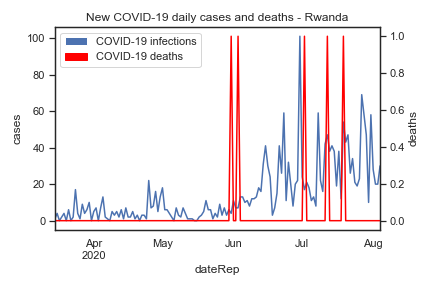 New COVID-19 daily cases and deaths - Rwanda
COVID-19 infections
COVID-19 deaths
100
80
60
40
20
0
cases
1.0
0.8
0.6
0.4
0.2
0.0
deaths
Apr
2020
May
Jun
Jul
Aug
dateRep